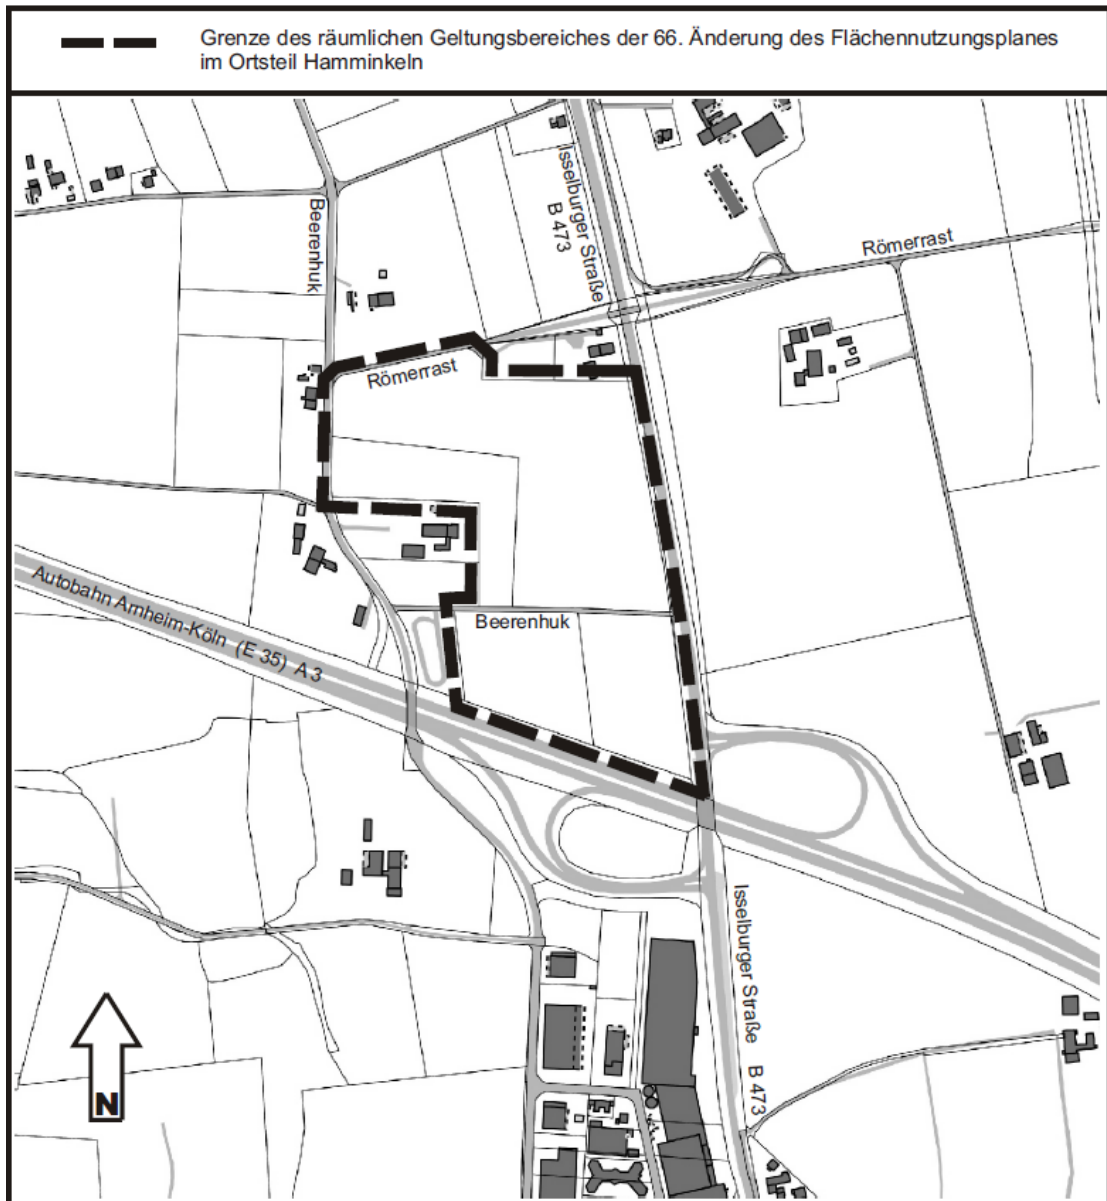 Grenze des räumlichen Geltungsbereiches der 66. Änderung des Flächennutzungsplanes
im Ortsteil Hamminkeln
Isselburger Straße
B 473
Beerenhuk
Römerrast
Römerrast
Autobahn Arnheim-Köln (E 35) A 3
Beerenhuk
Isselburger Straße B 473
N